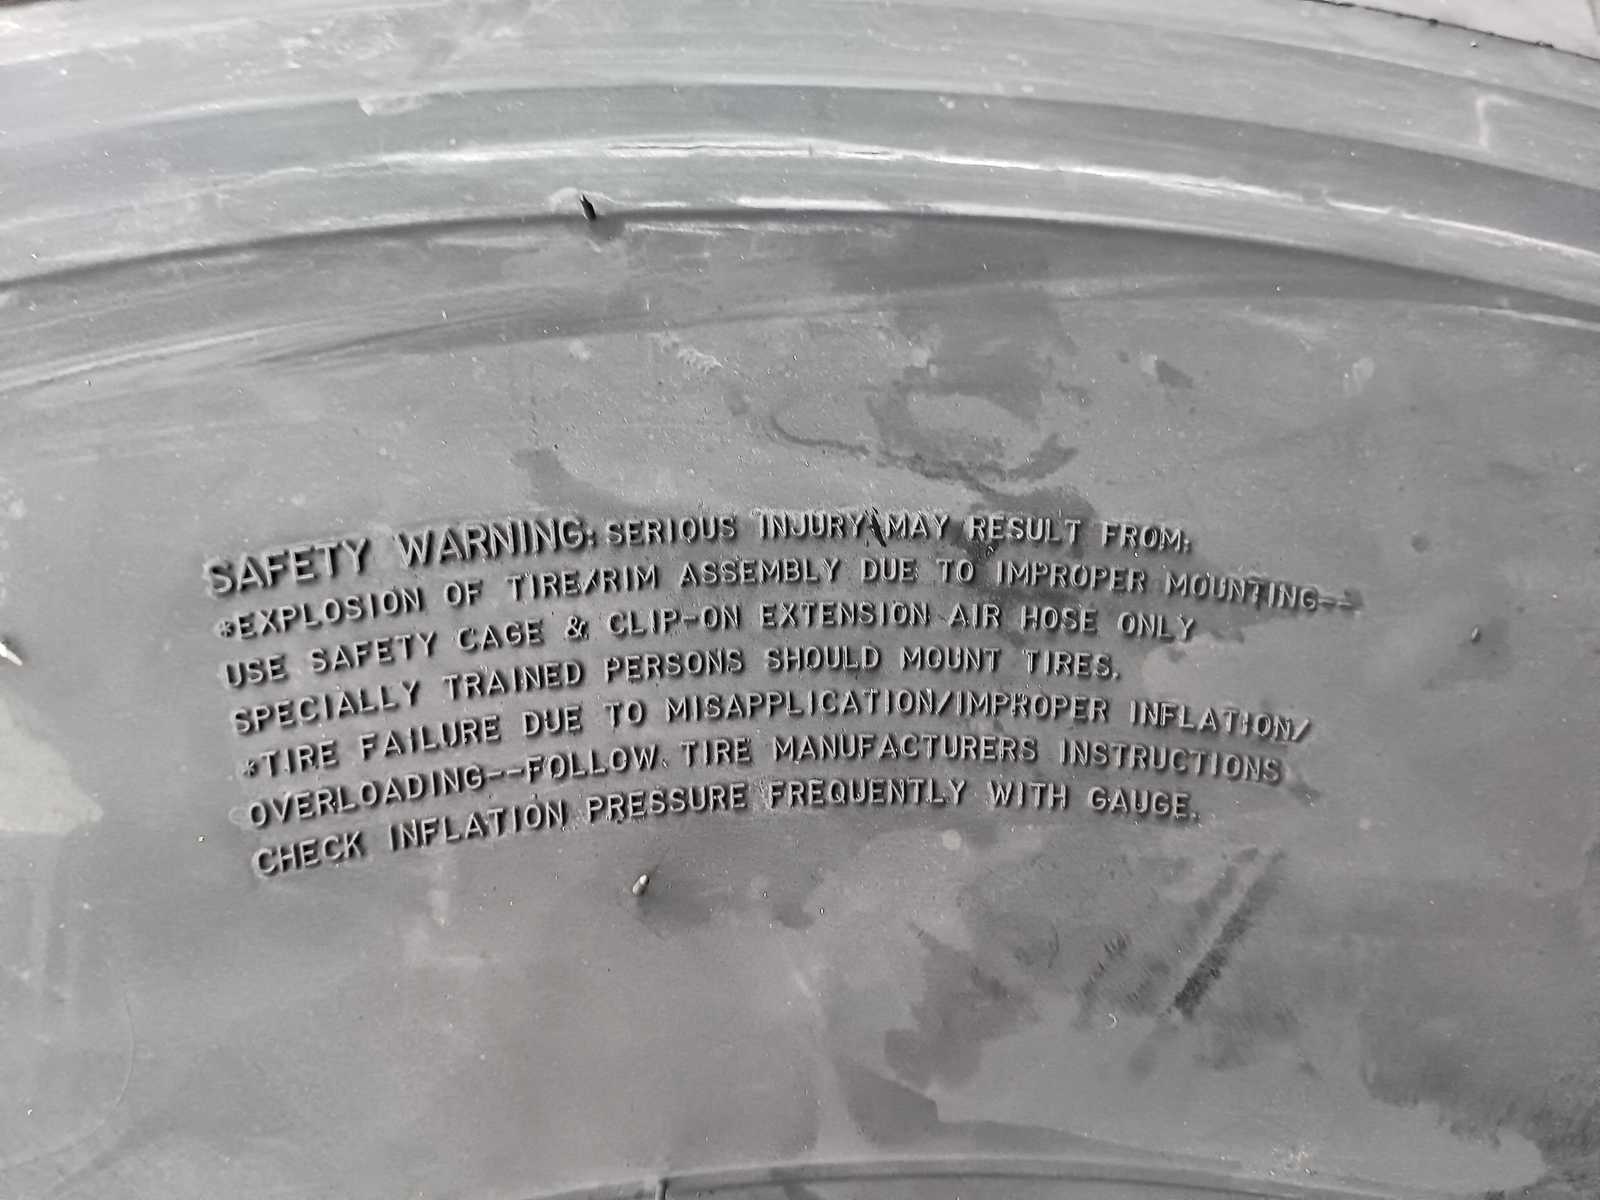 SAFETY WARNING: SERIOUS INJURY MAY RESULT FROM:
*EXPLOSION OF TIRE/RIM ASSEMBLY DUE TO IMPROPER MOUNTING--
USE SAFETY CAGE & CLIP-ON EXTENSION AIR HOSE ONLY
SPECIALLY TRAINED PERSONS SHOULD MOUNT TIRES.
*TIRE FAILURE DUE TO MISAPPLICATION/IMPROPER INFLATION/
OVERLOADING--FOLLOW TIRE MANUFACTURERS INSTRUCTIONS
CHECK INFLATION PRESSURE FREQUENTLY WITH GAUGE.